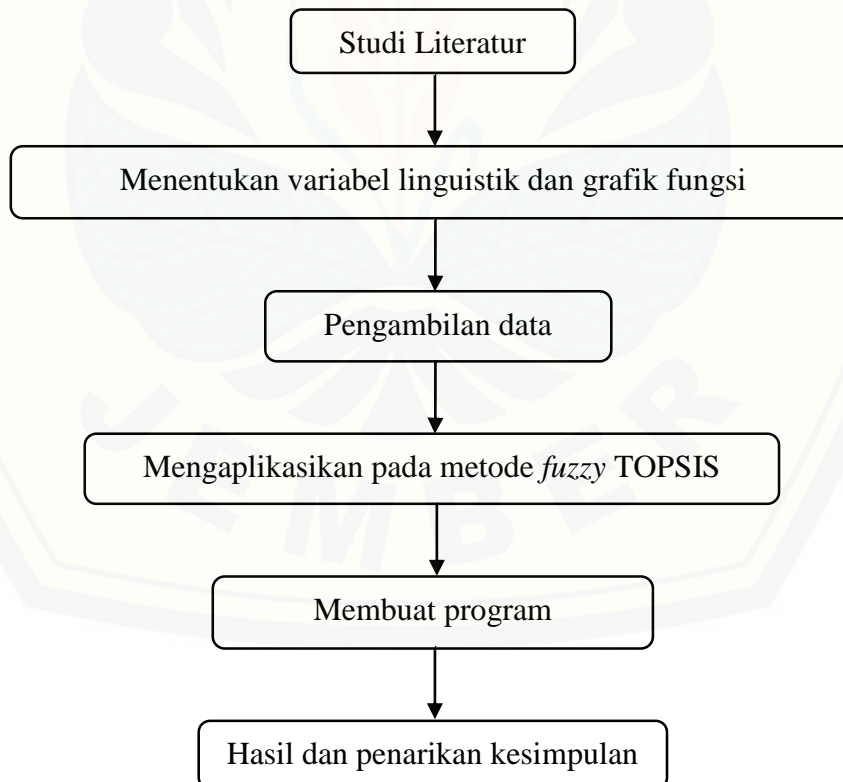 Studi Literatur
Menentukan variabel linguistik dan grafik fungsi
Pengambilan data
Mengaplikasikan pada metode fuzzy TOPSIS
JEMBER
Membuat program
Hasil dan penarikan kesimpulan